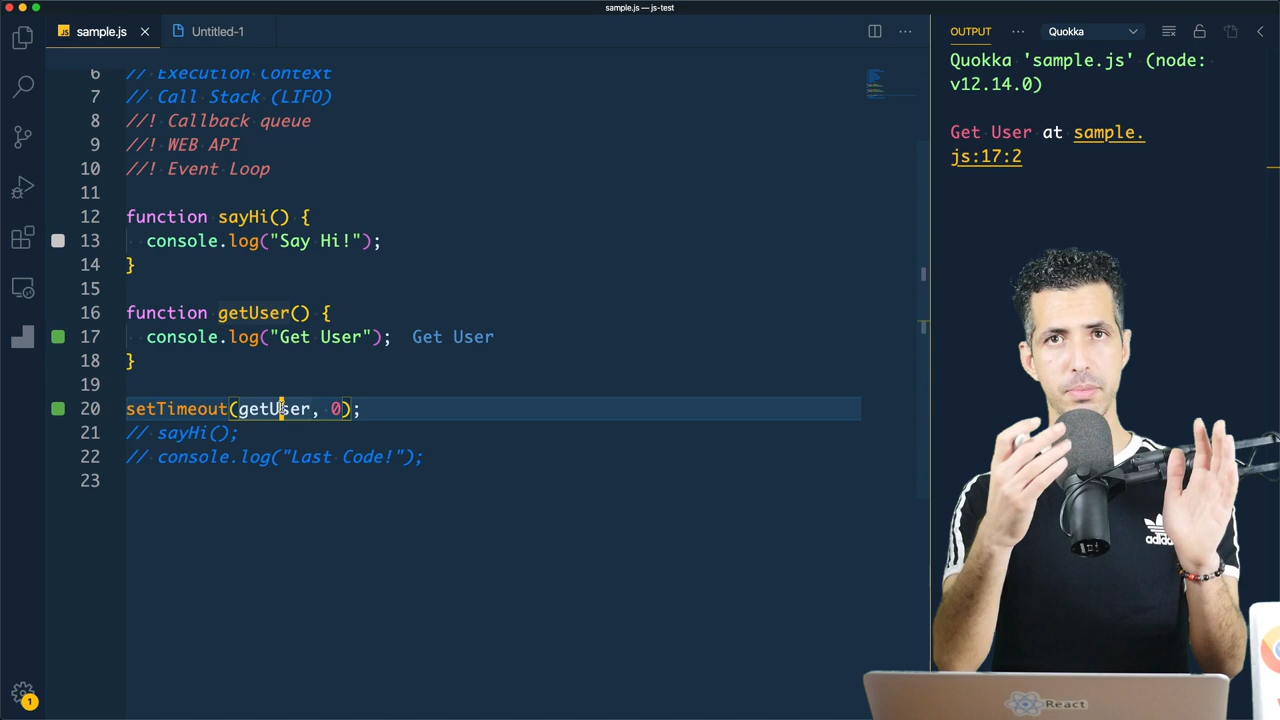 sample.js — js-test
JS sample.js
Untitled-1
6 // Execution Context
7 // Call Stack (LIFO)
8 //! Callback queue
9 //! WEB API
10 //! Event Loop
11
12 function sayHi() {
13 console.log("Say Hi!");
14 }
15
16 function getUser() {
17 console.log("Get User"); Get User
18 }
19
20 setTimeout(getUser, 0);
21 // sayHi();
22 // console.log("Last Code!");
23
1
OUTPUT
Quokka
Quokka 'sample.js' (node:
v12.14.0)
Get User at sample.
js:17:2
adidas
React